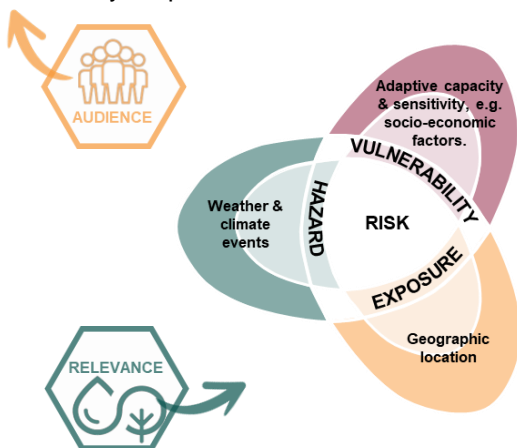 AUDIENCE
Adaptive capacity
& sensitivity, e.g.
socio-economic
factors.
VULNERABILITY
HAZARD
Weather &
climate
events
RISK
EXPOSURE
Geographic
location
RELEVANCE